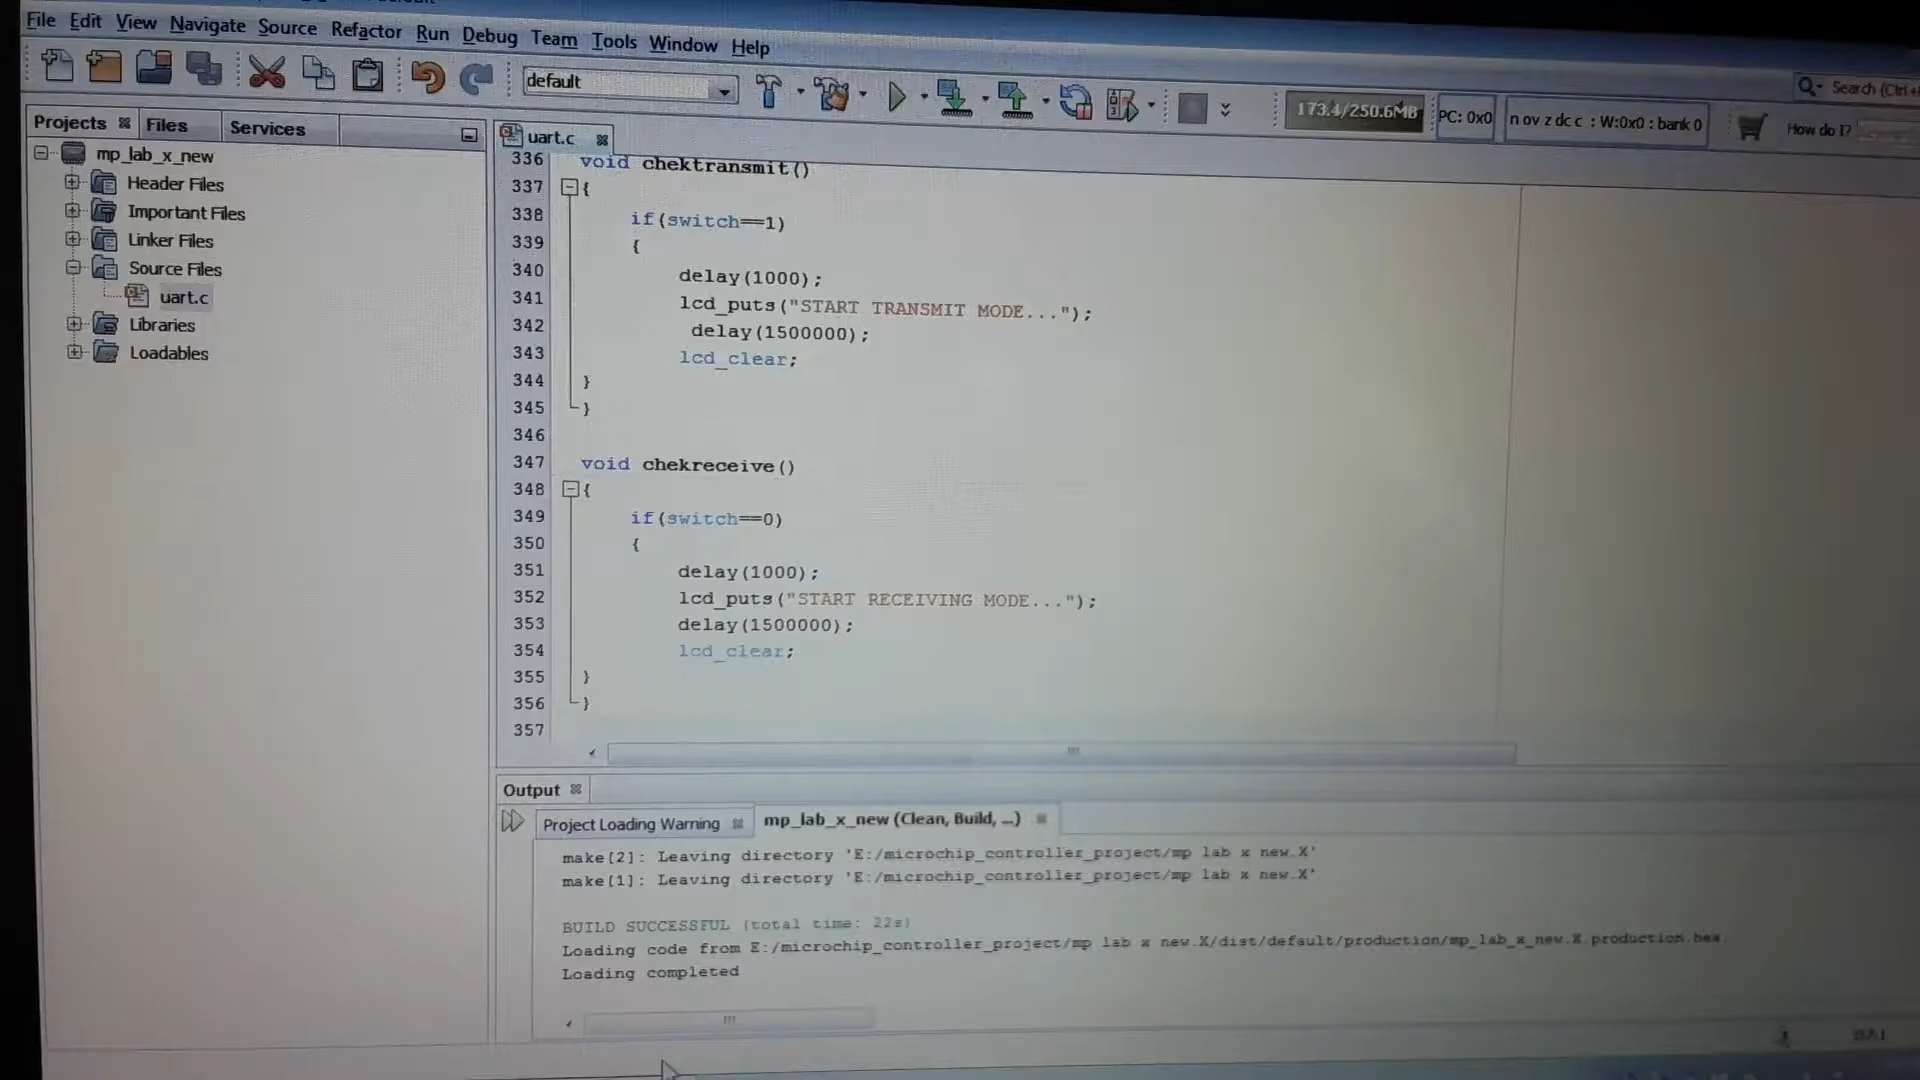 File Edit View Navigate Source Refactor Run Debug Team Tools Window Help
default
173.4/250.6MB
PC: 0x0
n ov z dc c : W:0x0 : bank 0
How do I?
Search (Ctrl+
Projects Files Services
mp_lab_x_new
Header Files
Important Files
Linker Files
Source Files
uart.c
Libraries
Loadables
uart.c
336 void chektransmit()
337 {
338 if(switch==1)
339 {
340 delay(1000);
341 lcd_puts("START TRANSMIT MODE...");
342 delay(1500000);
343 lcd_clear;
344 }
345 }
346
347 void chekreceive()
348 {
349 if(switch==0)
350 {
351 delay(1000);
352 lcd_puts("START RECEIVING MODE...");
353 delay(1500000);
354 lcd_clear;
355 }
356 }
357
Output
Project Loading Warning mp_lab_x_new (Clean, Build, ...)
make[2]: Leaving directory 'E:/microchip_controller_project/mp lab x new.X'
make[1]: Leaving directory 'E:/microchip_controller_project/mp lab x new.X'
BUILD SUCCESSFUL (total time: 22s)
Loading code from E:/microchip_controller_project/mp lab x new.X/dist/default/production/mp_lab_x_new.X.production.hex.
Loading completed